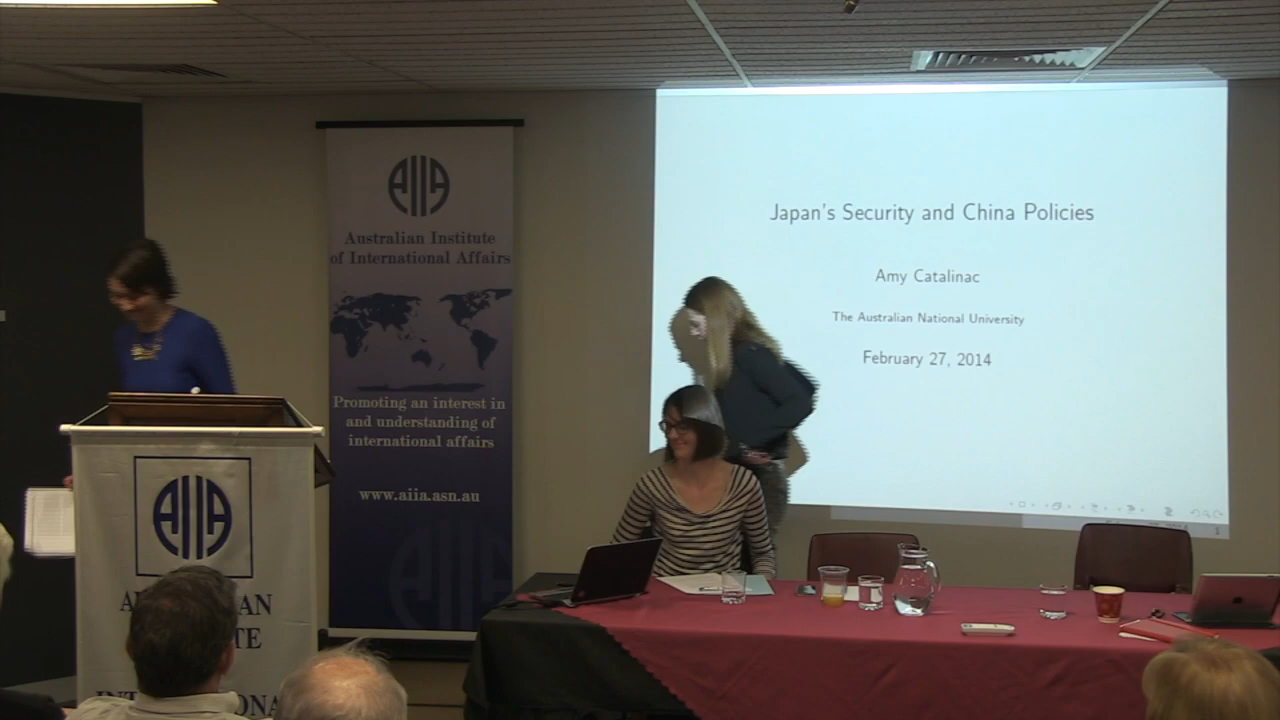 AIIA
Australian Institute
of International Affairs
Promoting an interest in
and understanding of
international affairs
www.aiia.asn.au
Japan's Security and China Policies
Amy Catalinac
The Australian National University
February 27, 2014
AIIA